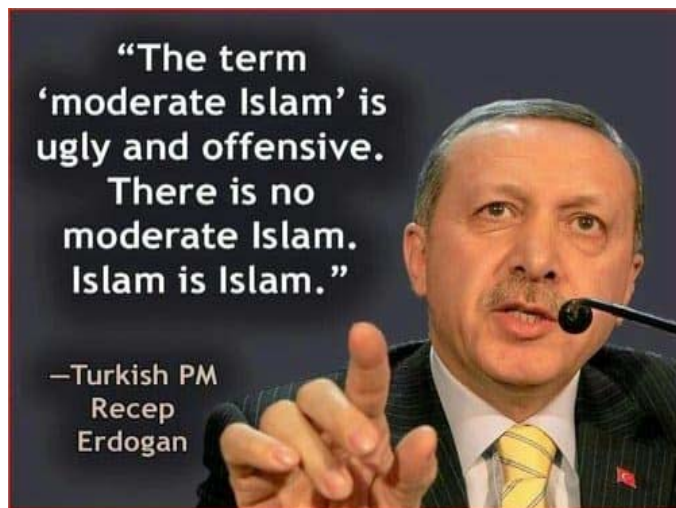 “The term
‘moderate Islam’ is
ugly and offensive.
There is no
moderate Islam.
Islam is Islam.”
—Turkish PM
Recep
Erdogan